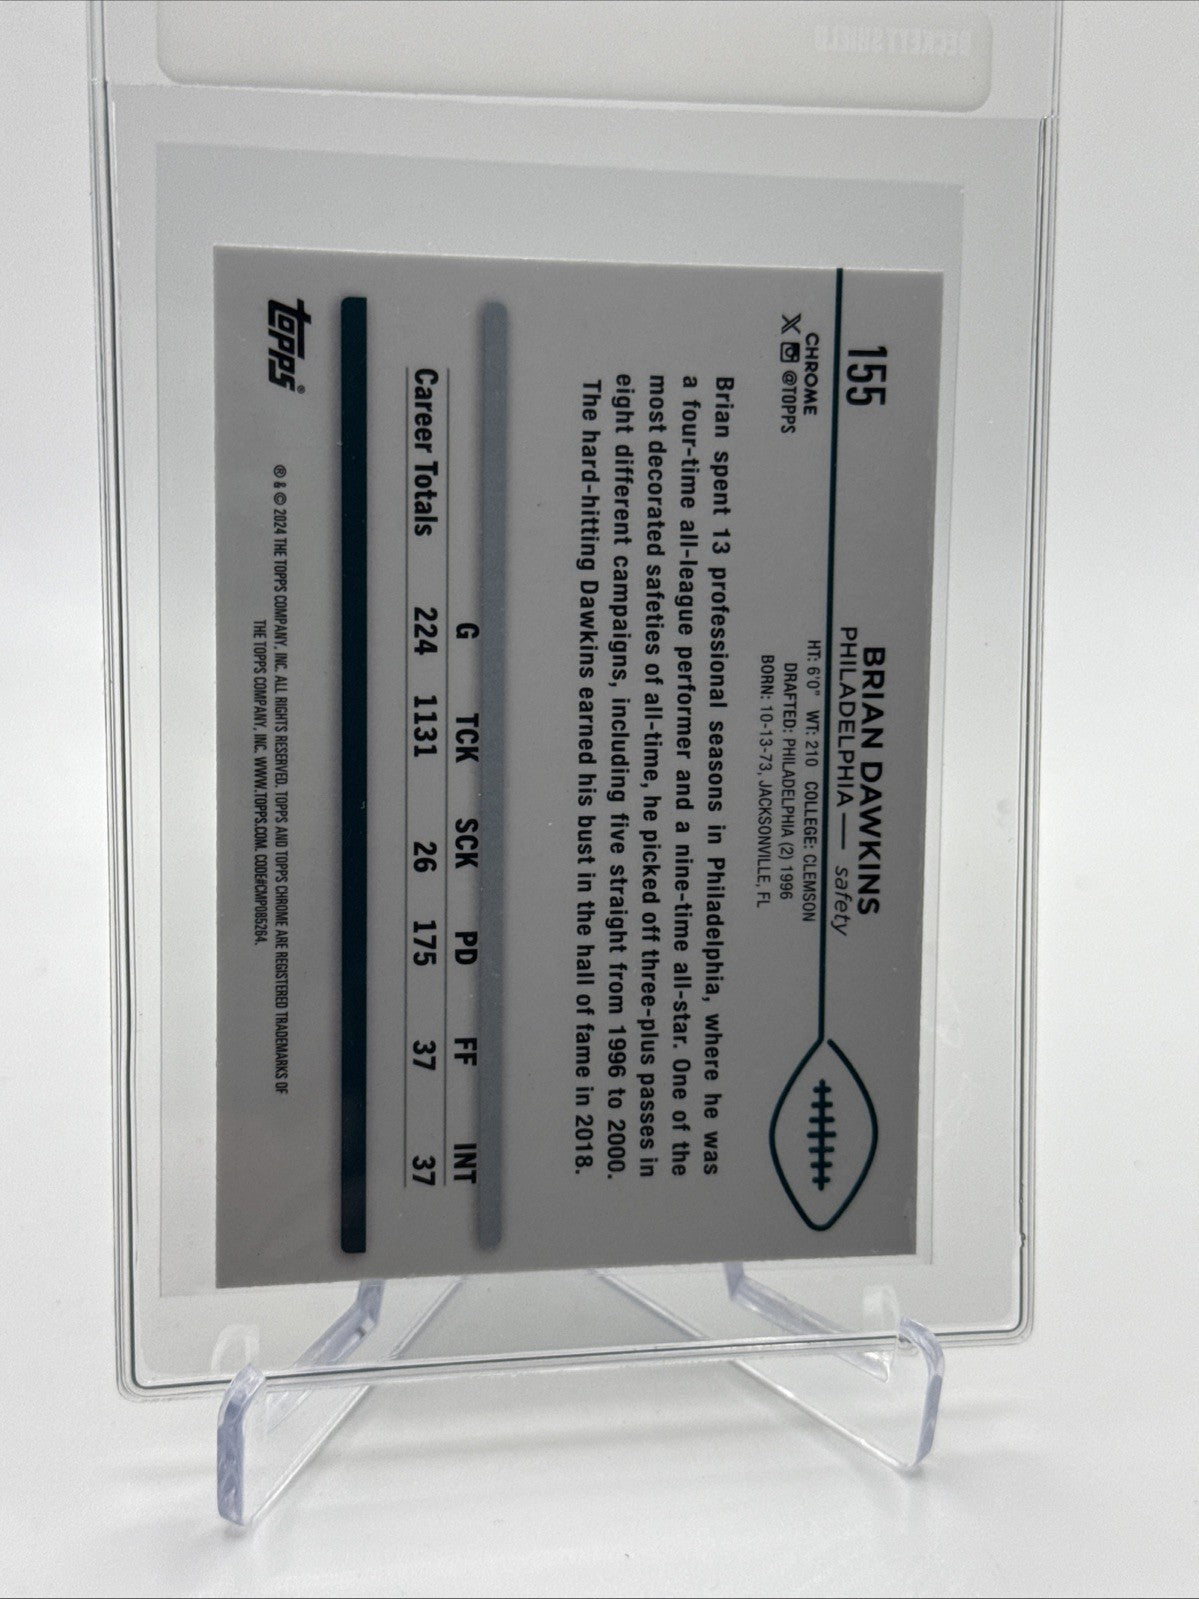 BECKETT SHIELD
155
BRIAN DAWKINS
PHILADELPHIA — safety
CHROME
X @TOPPS
HT: 6'0" WT: 210 COLLEGE: CLEMSON
DRAFTED: PHILADELPHIA (2) 1996
BORN: 10-13-73, JACKSONVILLE, FL
Brian spent 13 professional seasons in Philadelphia, where he was
a four-time all-league performer and a nine-time all-star. One of the
most decorated safeties of all-time, he picked off three-plus passes in
eight different campaigns, including five straight from 1996 to 2000.
The hard-hitting Dawkins earned his bust in the hall of fame in 2018.
G TCK SCK PD FF INT
Career Totals 224 1131 26 175 37 37
topps®
® & © 2024 THE TOPPS COMPANY, INC. ALL RIGHTS RESERVED. TOPPS AND TOPPS CHROME ARE REGISTERED TRADEMARKS OF
THE TOPPS COMPANY, INC. WWW.TOPPS.COM. CODE#CMP085264.